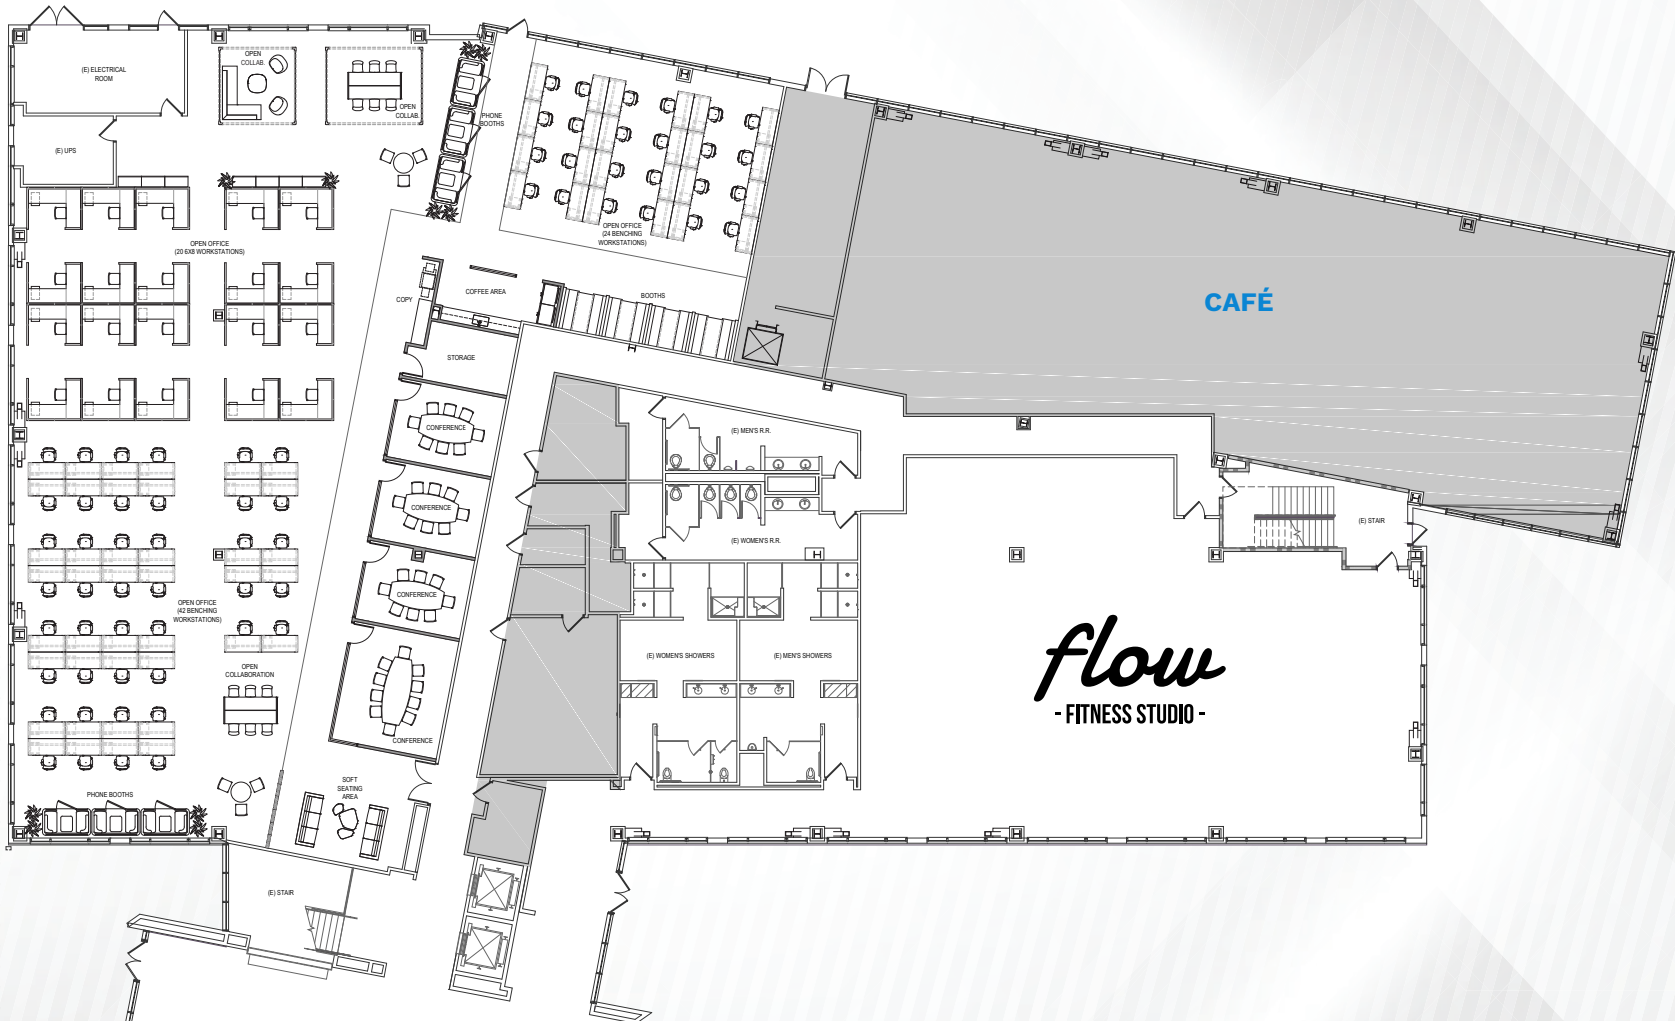 (E) ELECTRICAL
ROOM
OPEN
COLLAB.
OPEN
COLLAB.
PHONE
BOOTHS
(E) UPS
OPEN OFFICE
(24 BENCHING
WORKSTATIONS)
OPEN OFFICE
(20 6X8 WORKSTATIONS)
COPY
COFFEE AREA
BOOTHS
CAFÉ
STORAGE
CONFERENCE
(E) MEN'S R.R.
CONFERENCE
(E) WOMEN'S R.R.
(E) STAIR
CONFERENCE
OPEN OFFICE
(42 BENCHING
WORKSTATIONS)
OPEN
COLLABORATION
(E) WOMEN'S SHOWERS
(E) MEN'S SHOWERS
flow
- FITNESS STUDIO -
CONFERENCE
SOFT
SEATING
AREA
PHONE BOOTHS
(E) STAIR